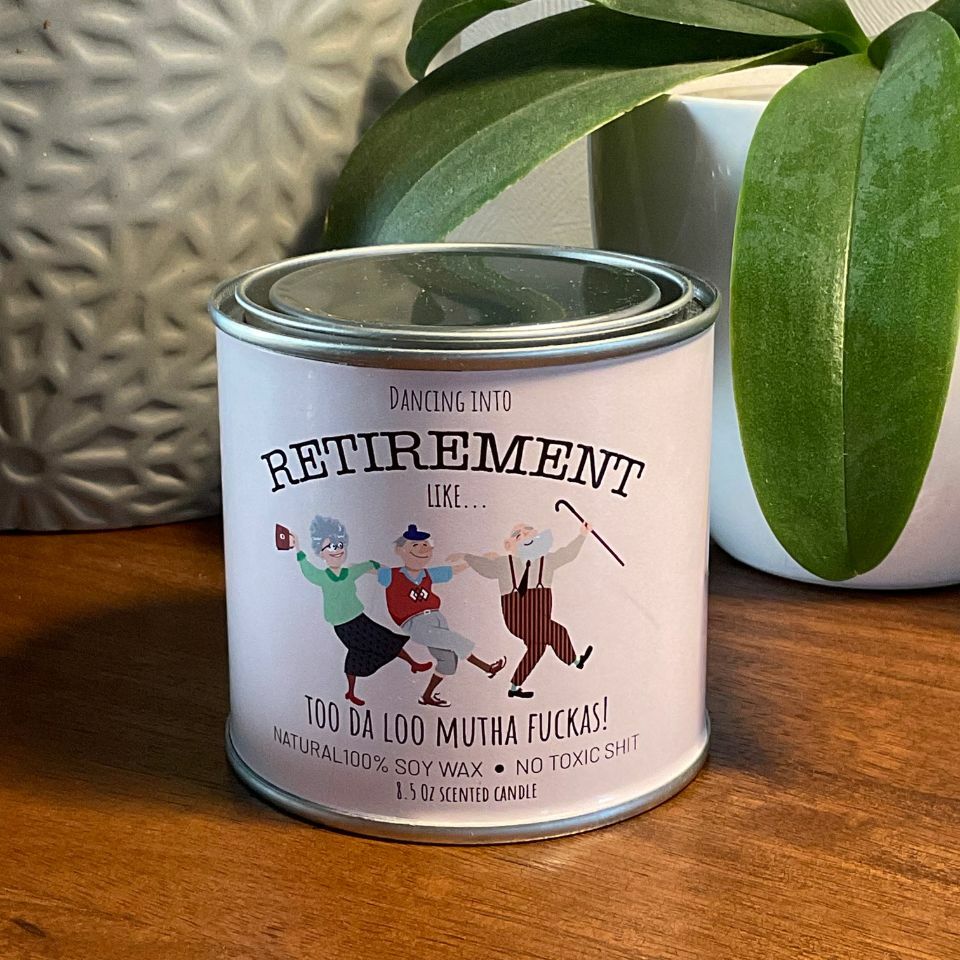 DANCING INTO
RETIREMENT
LIKE...
TOO DA LOO MUTHA FUCKAS!
NATURAL100% SOY WAX • NO TOXIC SHIT
8.5 Oz SCENTED CANDLE